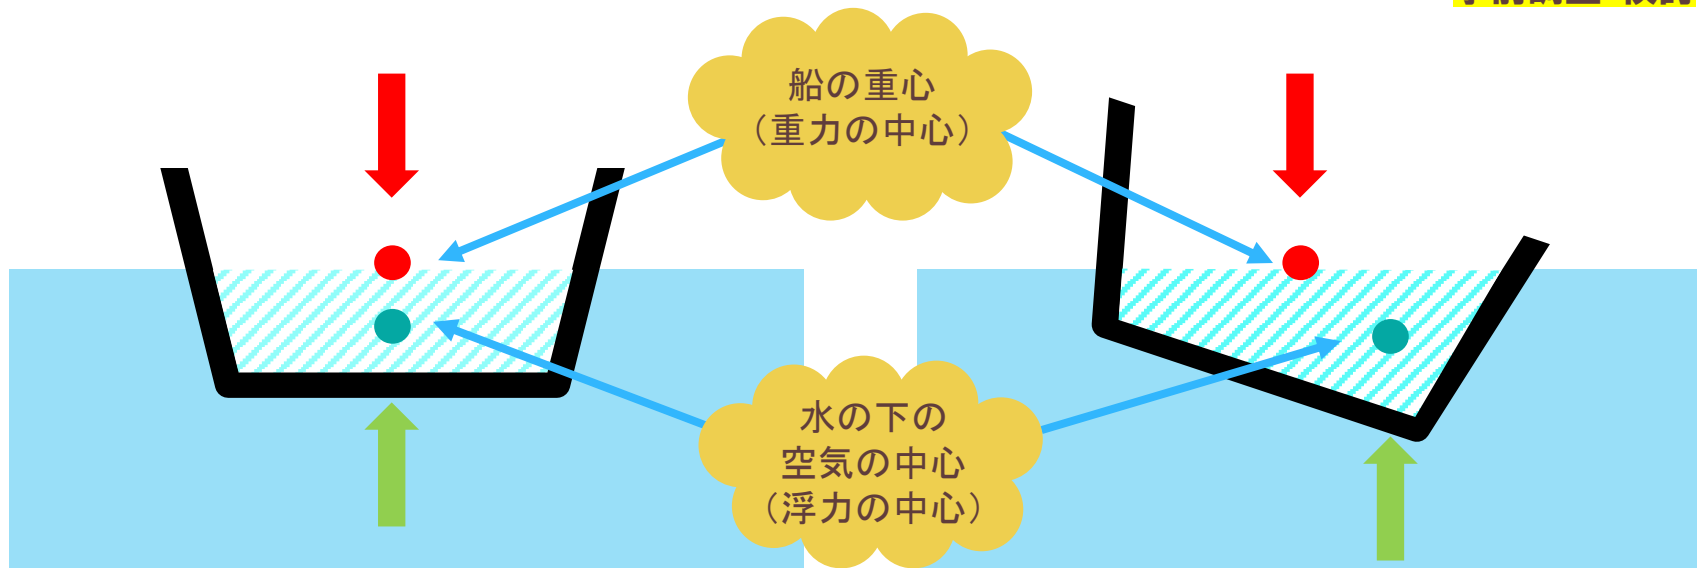 船の重心
（重力の中心）
水の下の
空気の中心
（浮力の中心）